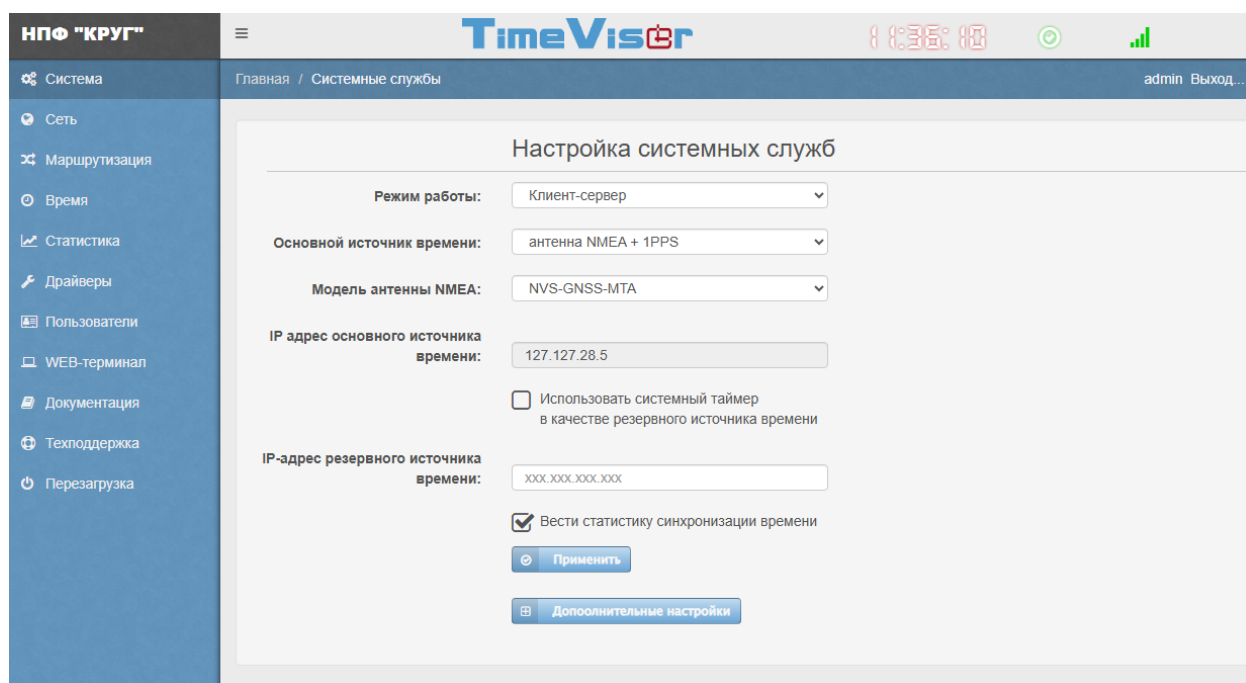 НПФ "КРУГ"
TimeVisor
11:36:10
Система
Главная / Системные службы
admin Выход...
Сеть
Маршрутизация
Время
Статистика
Драйверы
Пользователи
WEB-терминал
Документация
Техподдержка
Перезагрузка
Настройка системных служб
Режим работы:
Клиент-сервер
Основной источник времени:
антенна NMEA + 1PPS
Модель антенны NMEA:
NVS-GNSS-MTA
IP адрес основного источника
времени:
127.127.28.5
Использовать системный таймер
в качестве резервного источника времени
IP-адрес резервного источника
времени:
xxx.xxx.xxx.xxx
Вести статистику синхронизации времени
Применить
Допоолнительные настройки